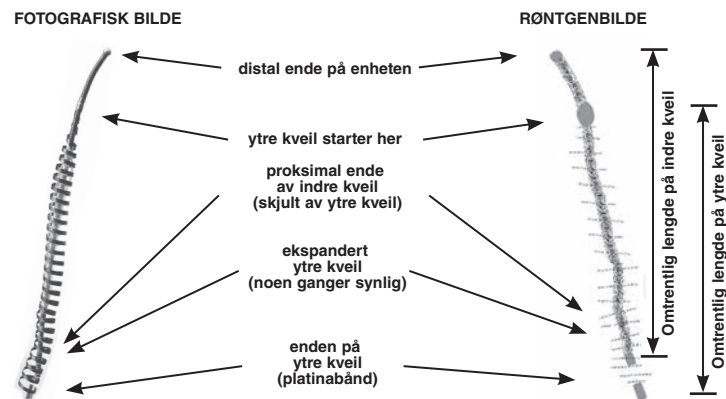 FOTOGRAFISK BILDE
RØNTGENBILDE
distal ende på enheten
ytre kveil starter her
proksimal ende
av indre kveil
(skjult av ytre kveil)
ekspandert
ytre kveil
(noen ganger synlig)
enden på
ytre kveil
(platinabånd)
Omtrentlig lengde på indre kveil
Omtrentlig lengde på ytre kveil